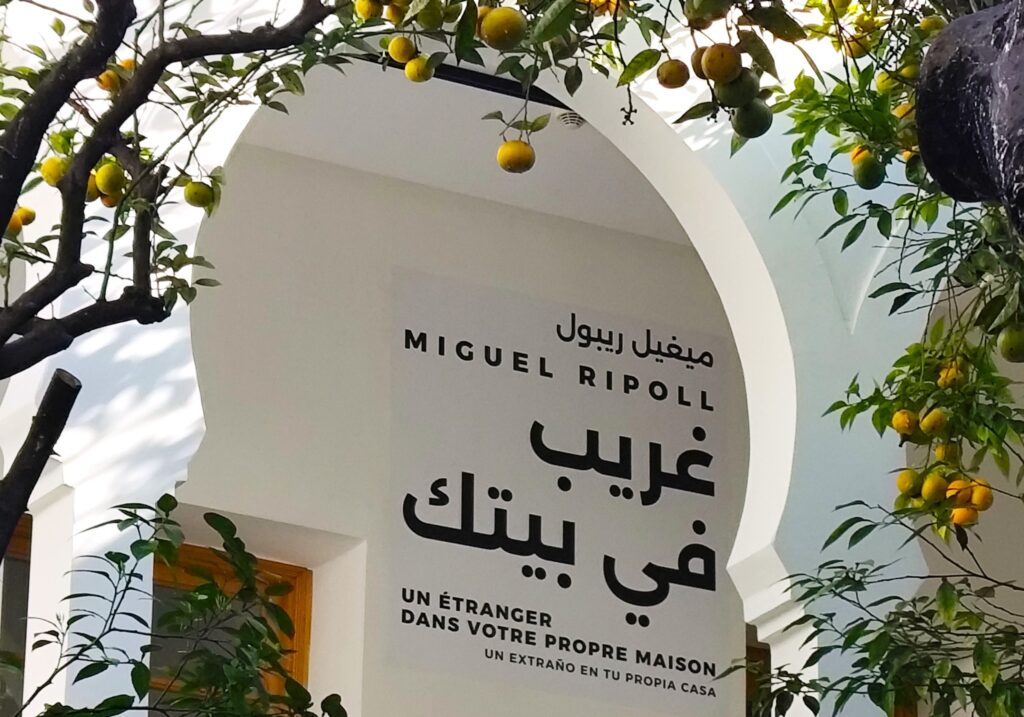 ميغيل ريبول
MIGUEL RIPOLL
غريب
في بيتك
UN ÉTRANGER
DANS VOTRE PROPRE MAISON
UN EXTRAÑO EN TU PROPIA CASA